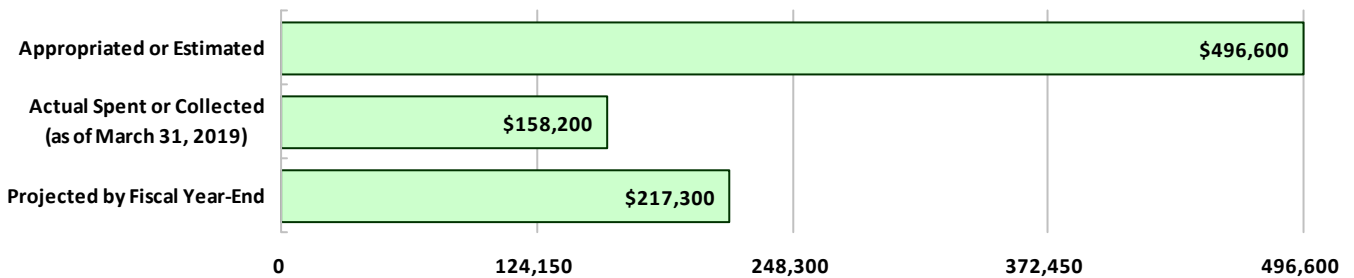 Appropriated or Estimated
$496,600
Actual Spent or Collected
(as of March 31, 2019)
$158,200
Projected by Fiscal Year-End
$217,300
0 124,150 248,300 372,450 496,600